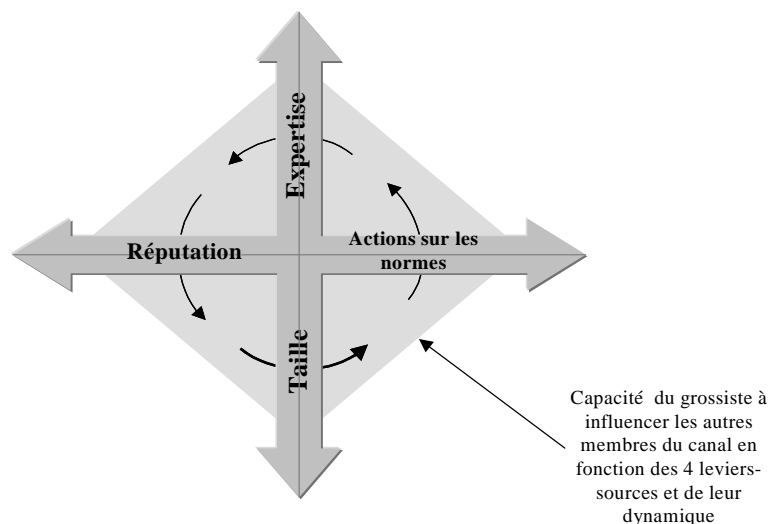 Expertise
Réputation
Actions sur les
normes
Taille
Capacité du grossiste à
influencer les autres
membres du canal en
fonction des 4 leviers-
sources et de leur
dynamique